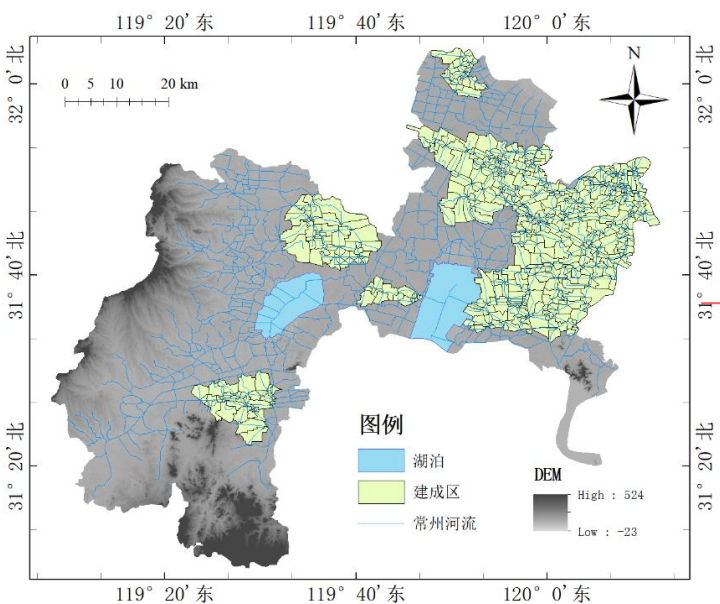 119° 20′东
119° 40′东
120° 0′东
0 5 10 20 km
N
32° 0′北
32° 0′北
31° 40′北
31° 40′北
图例
湖泊
建成区
常州河流
DEM
High : 524
Low : -23
31° 20′北
31° 20′北
119° 20′东
119° 40′东
120° 0′东